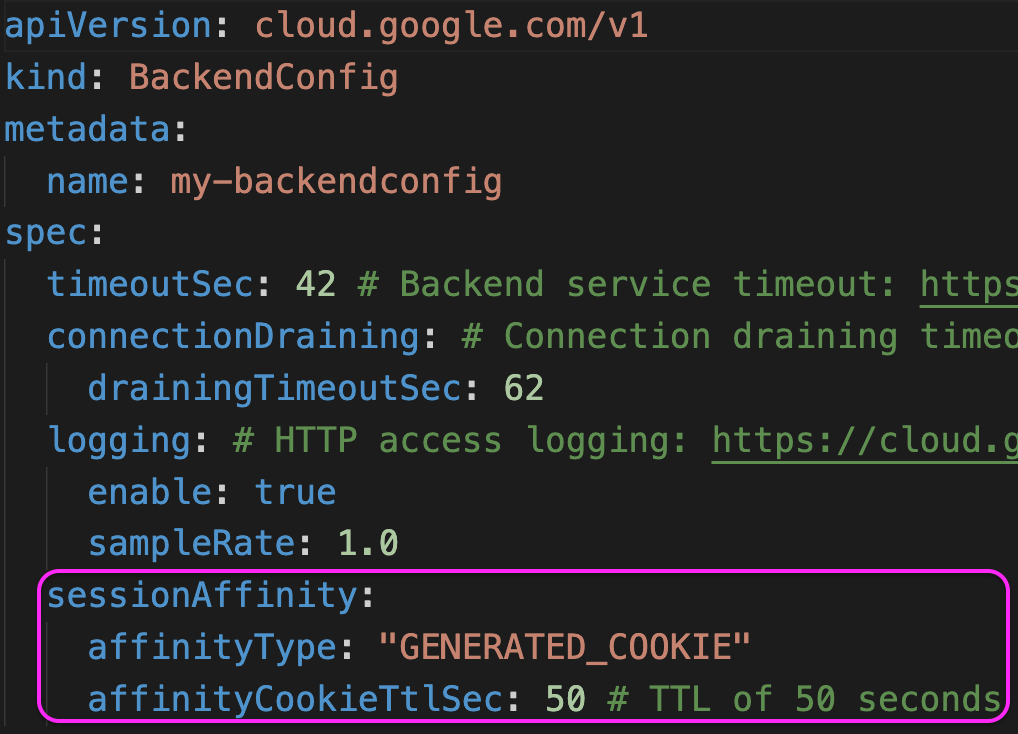 apiVersion: cloud.google.com/v1
kind: BackendConfig
metadata:
  name: my-backendconfig
spec:
  timeoutSec: 42 # Backend service timeout: https
  connectionDraining: # Connection draining timeo
    drainingTimeoutSec: 62
  logging: # HTTP access logging: https://cloud.g
    enable: true
    sampleRate: 1.0
  sessionAffinity:
    affinityType: "GENERATED_COOKIE"
    affinityCookieTtlSec: 50 # TTL of 50 seconds